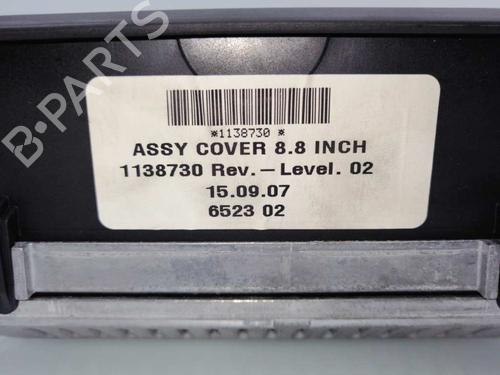 *1138730 *
ASSY COVER 8.8 INCH
1138730 Rev. – Level. 02
15.09.07
6523 02
B-PARTS